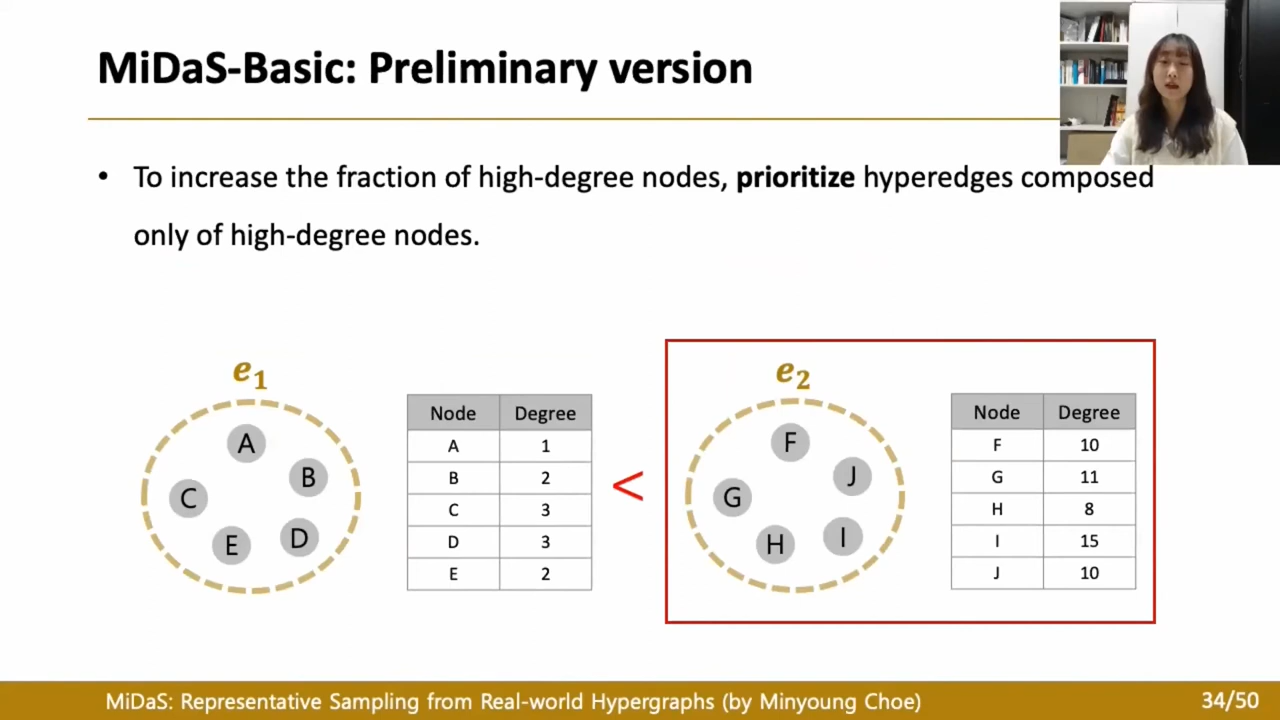 MiDaS-Basic: Preliminary version
• To increase the fraction of high-degree nodes, prioritize hyperedges composed
only of high-degree nodes.
e1
A
B
C
D
E
Node Degree
A 1
B 2
C 3
D 3
E 2
<
e2
F
J
G
I
H
Node Degree
F 10
G 11
H 8
I 15
J 10
MiDaS: Representative Sampling from Real-world Hypergraphs (by Minyoung Choe)
34/50